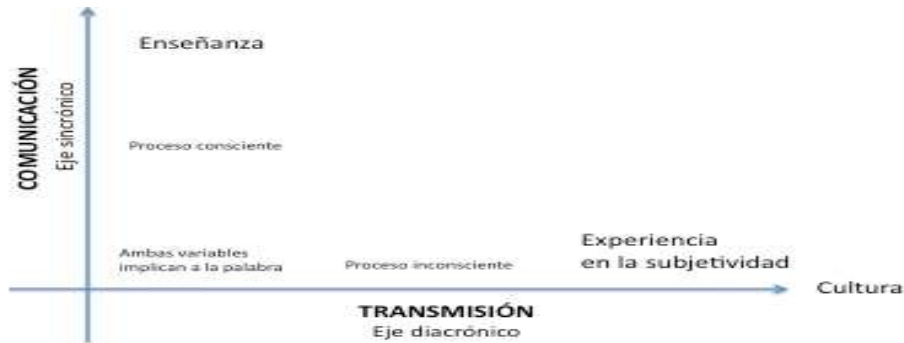 Enseñanza
COMUNICACIÓN
Eje sincrónico
Proceso consciente
Ambas variables
implican a la palabra
Proceso inconsciente
Experiencia
en la subjetividad
Cultura
TRANSMISIÓN
Eje diacrónico